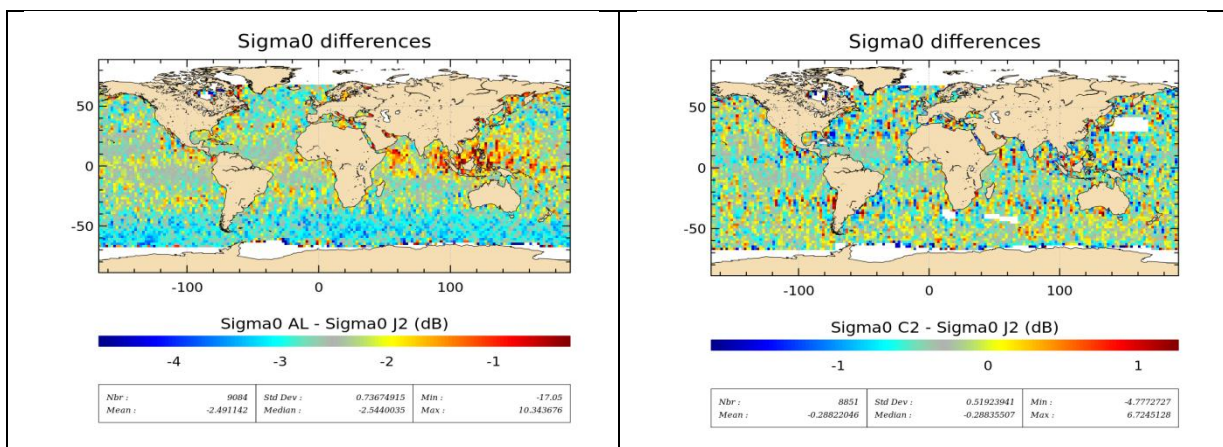 Sigma0 differences
50
0
-50
-100
0
100
Sigma0 AL - Sigma0 J2 (dB)
-4
-3
-2
-1
Nbr : 9084
Mean : -2.491142
Std Dev : 0.73674915
Median : -2.5440035
Min : -17.05
Max : 10.343676
Sigma0 differences
50
0
-50
-100
0
100
Sigma0 C2 - Sigma0 J2 (dB)
-1
0
1
Nbr : 8851
Mean : -0.28822046
Std Dev : 0.51923941
Median : -0.28835507
Min : -4.7772727
Max : 6.7245128